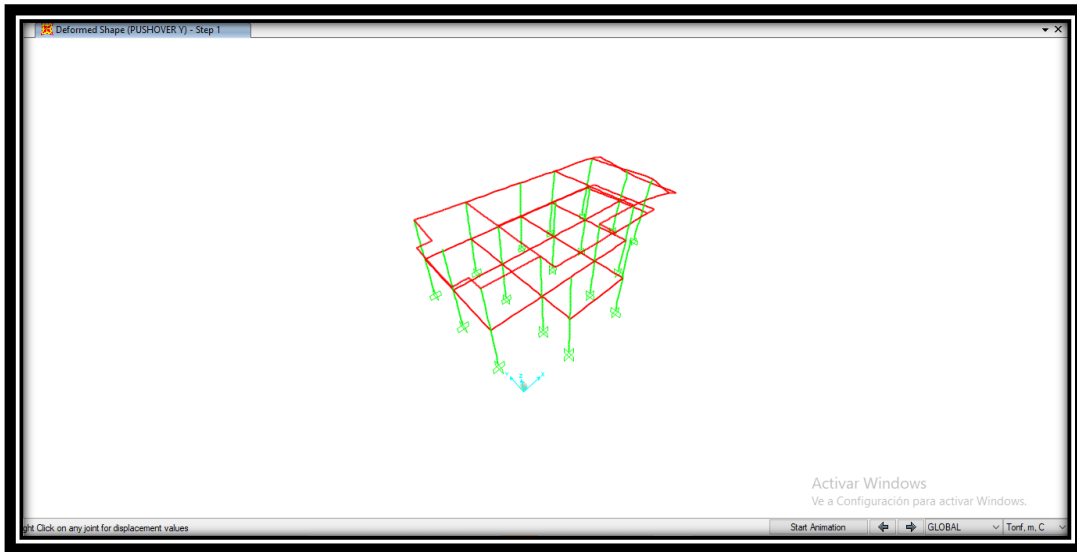 Deformed Shape (PUSHOVER Y) - Step 1
Z
X
Activar Windows
Ve a Configuración para activar Windows.
ght Click on any joint for displacement values
Start Animation
GLOBAL
Tonf, m, C